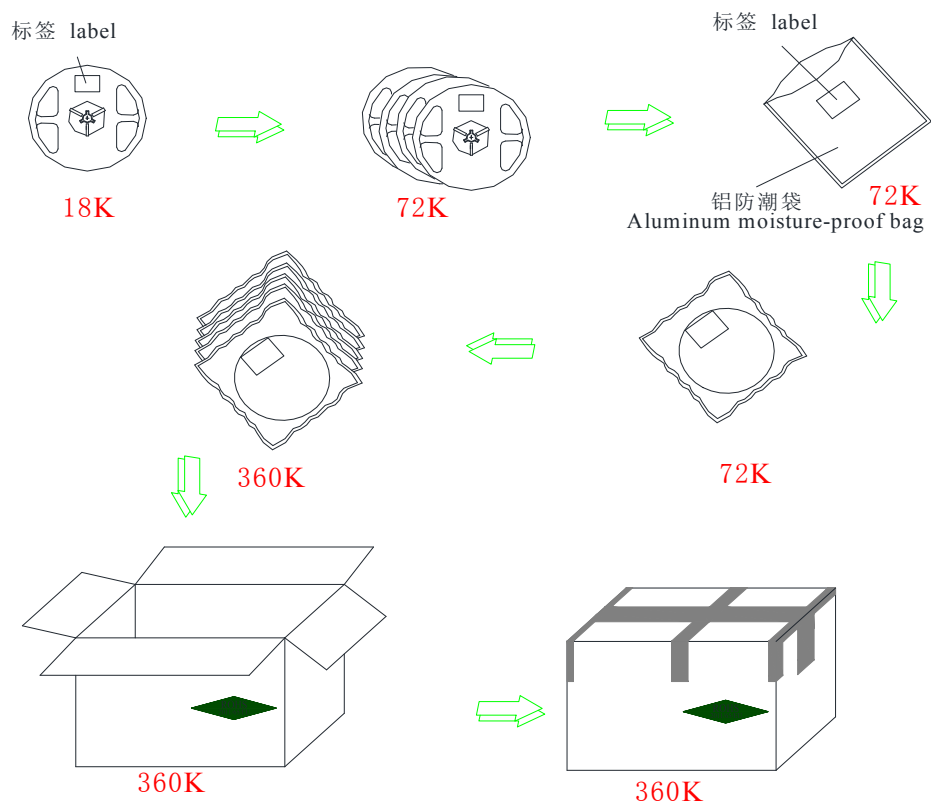 标签 label
标签 label
18K
72K
72K
铝防潮袋
Aluminum moisture-proof bag
360K
72K
360K
360K